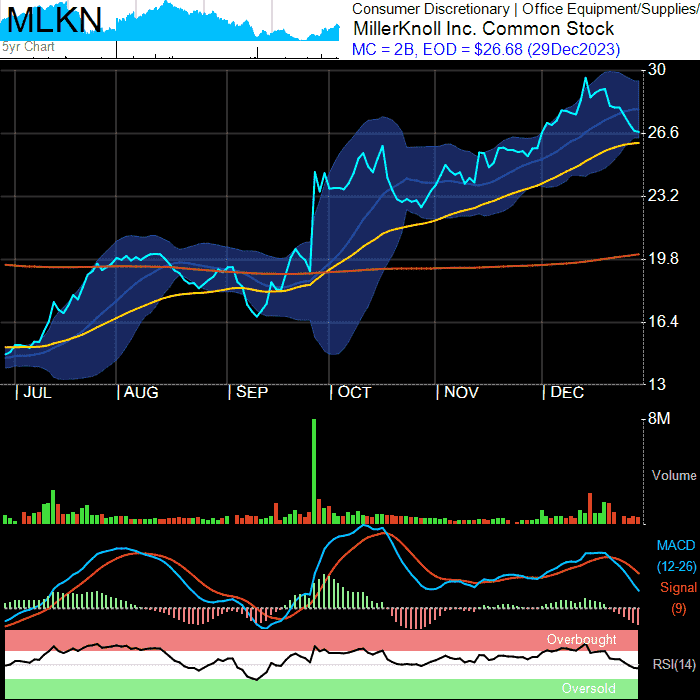 MLKN
Consumer Discretionary | Office Equipment/Supplies/
MillerKnoll Inc. Common Stock
5yr Chart
MC = 2B, EOD = $26.68 (29Dec2023)
30
26.6
23.2
19.8
16.4
13
| JUL | AUG | SEP | OCT | NOV | DEC
8M
Volume
MACD
(12-26)
Signal
(9)
Overbought
RSI(14)
Oversold